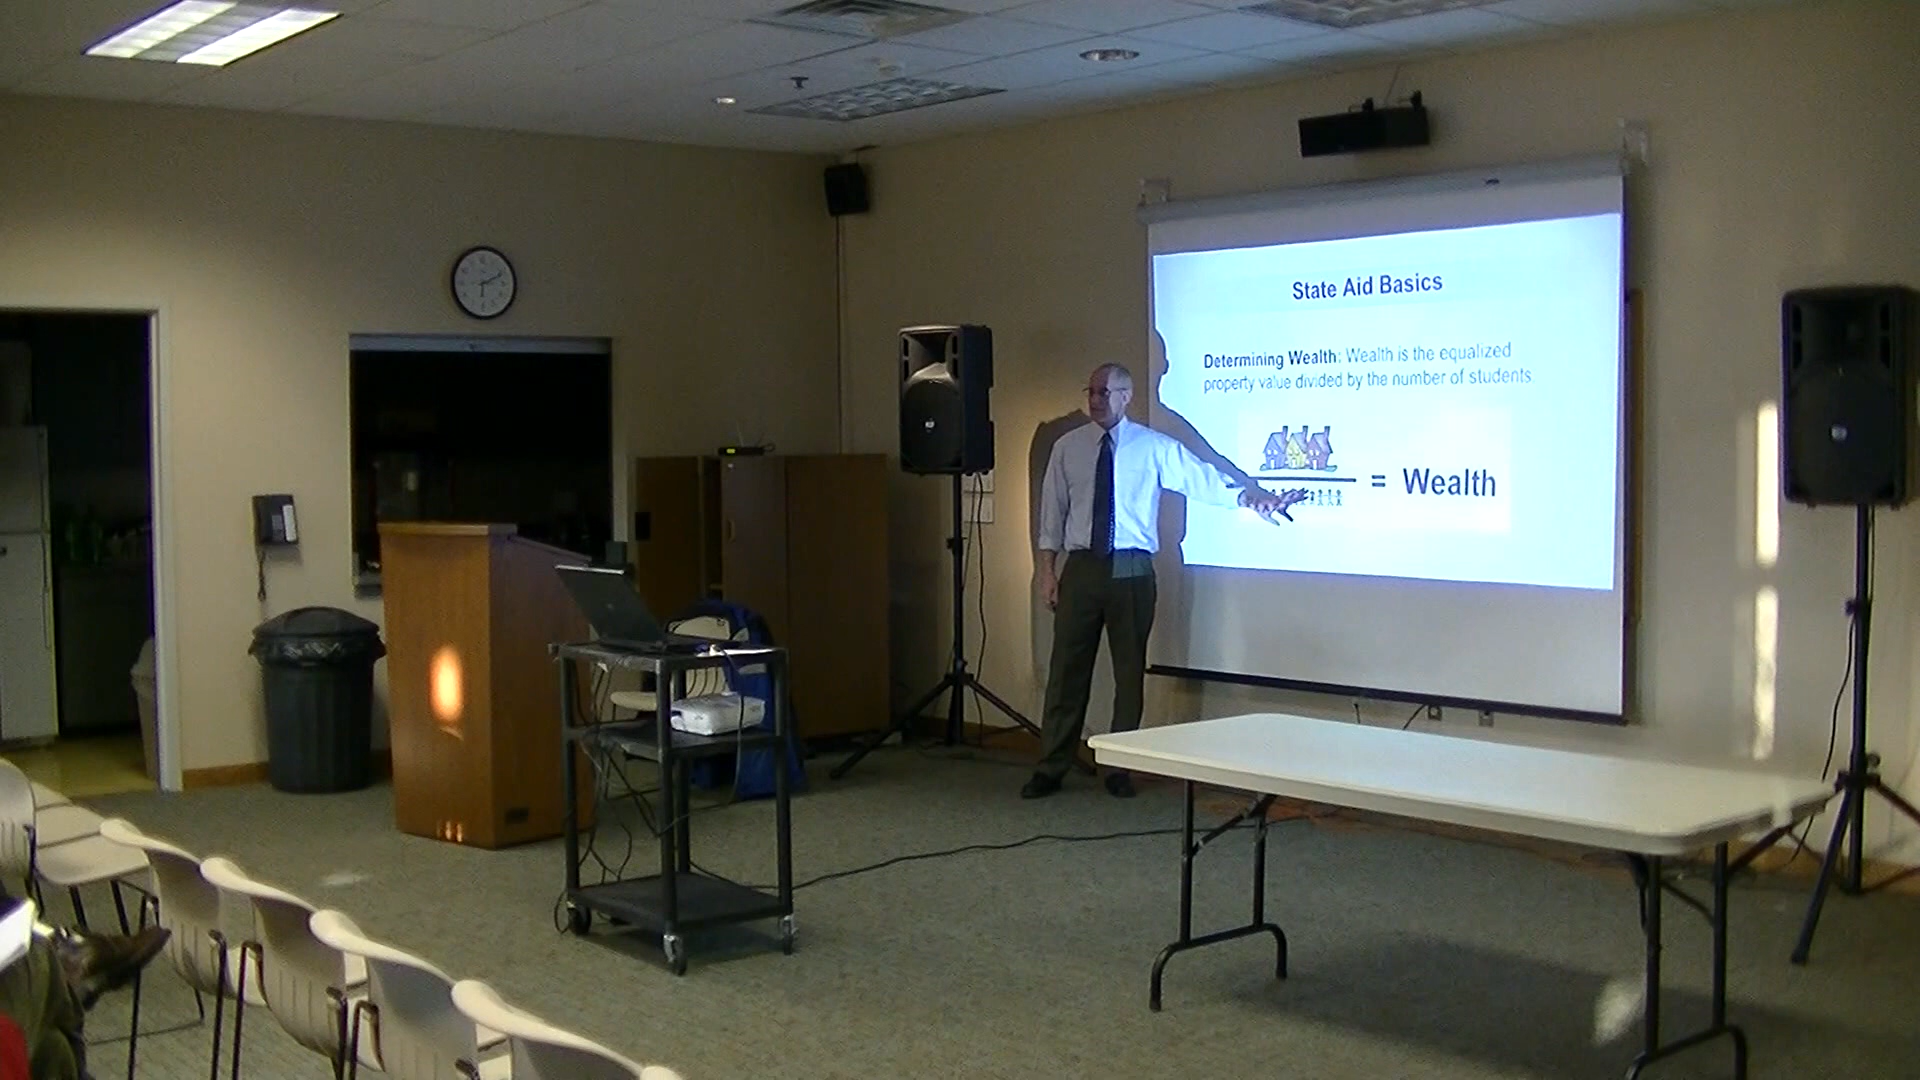 State Aid Basics
Determining Wealth: Wealth is the equalized
property value divided by the number of students
= Wealth